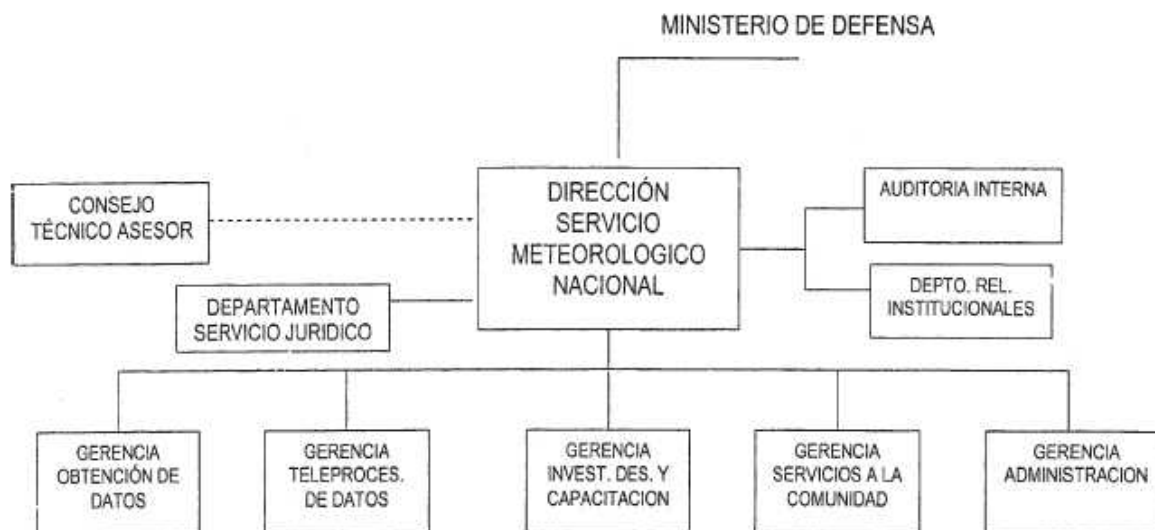 MINISTERIO DE DEFENSA
CONSEJO
TÉCNICO ASESOR
DIRECCIÓN
SERVICIO
METEOROLOGICO
NACIONAL
AUDITORIA INTERNA
DEPTO. REL.
INSTITUCIONALES
DEPARTAMENTO
SERVICIO JURIDICO
GERENCIA
OBTENCIÓN DE
DATOS
GERENCIA
TELEPROCES.
DE DATOS
GERENCIA
INVEST. DES. Y
CAPACITACION
GERENCIA
SERVICIOS A LA
COMUNIDAD
GERENCIA
ADMINISTRACION